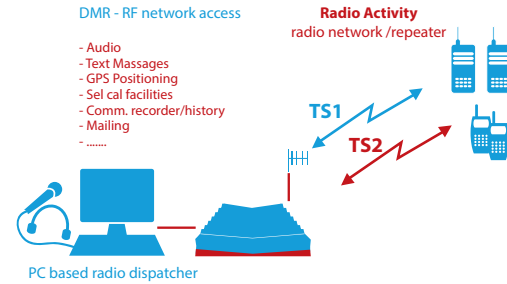 DMR - RF network access
- Audio
- Text Massages
- GPS Positioning
- Sel cal facilities
- Comm. recorder/history
- Mailing
- .......
Radio Activity
radio network /repeater
TS1
TS2
PC based radio dispatcher